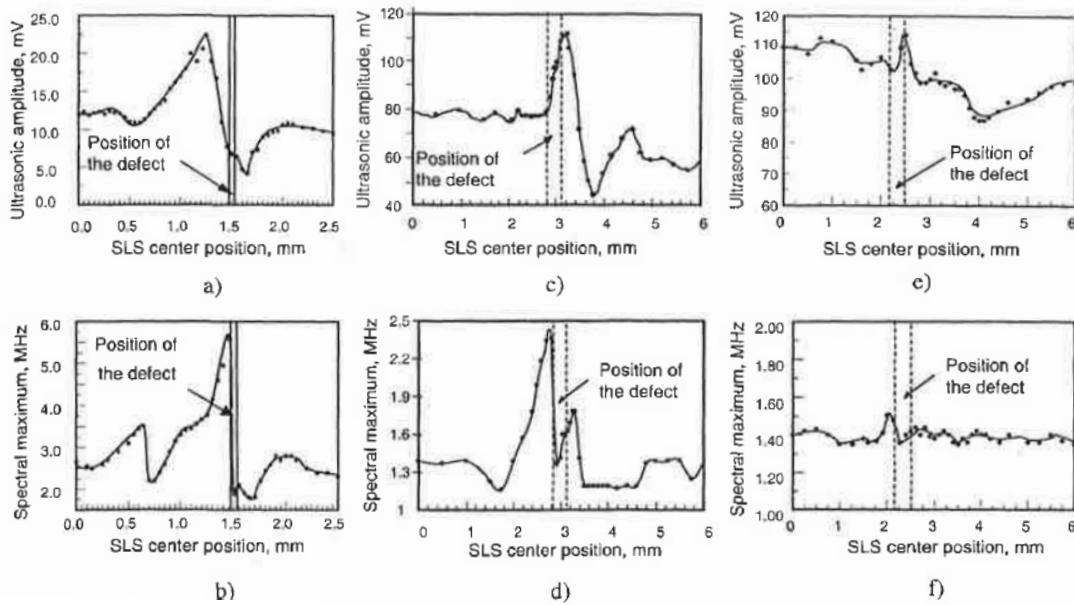 Ultrasonic amplitude, mV
25.0
20.0
15.0
10.0
5.0
0.0
Position of
the defect
0.0 0.5 1.0 1.5 2.0 2.5
SLS center position, mm
a)
Ultrasonic amplitude, mV
140
120
100
80
60
40
Position of
the defect
0 1 2 3 4 5 6
SLS center position, mm
c)
Ultrasonic amplitude, mV
120
110
100
90
80
70
60
Position of
the defect
0 1 2 3 4 5 6
SLS center position, mm
e)
Spectral maximum, MHz
6.0
5.0
4.0
3.0
2.0
Position of
the defect
0.0 0.5 1.0 1.5 2.0 2.5
SLS center position, mm
b)
Spectral maximum, MHz
2.5
2.2
1.9
1.6
1.3
1
Position of
the defect
0 1 2 3 4 5 6
SLS center position, mm
d)
Spectral maximum, MHz
2.00
1.80
1.60
1.40
1.20
1.00
Position of
the defect
0 1 2 3 4 5 6
SLS center position, mm
f)